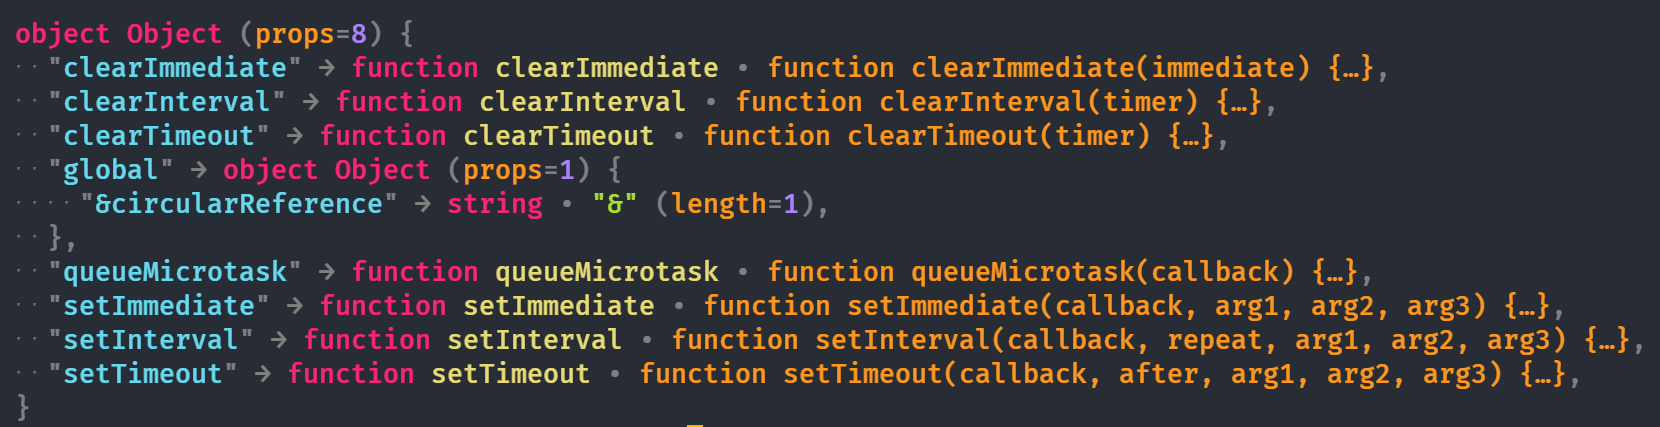 object Object (props=8) {
··"clearImmediate" → function clearImmediate • function clearImmediate(immediate) {…},
··"clearInterval" → function clearInterval • function clearInterval(timer) {…},
··"clearTimeout" → function clearTimeout • function clearTimeout(timer) {…},
··"global" → object Object (props=1) {
····"&circularReference" → string • "&" (length=1),
··},
··"queueMicrotask" → function queueMicrotask • function queueMicrotask(callback) {…},
··"setImmediate" → function setImmediate • function setImmediate(callback, arg1, arg2, arg3) {…},
··"setInterval" → function setInterval • function setInterval(callback, repeat, arg1, arg2, arg3) {…},
··"setTimeout" → function setTimeout • function setTimeout(callback, after, arg1, arg2, arg3) {…},
}